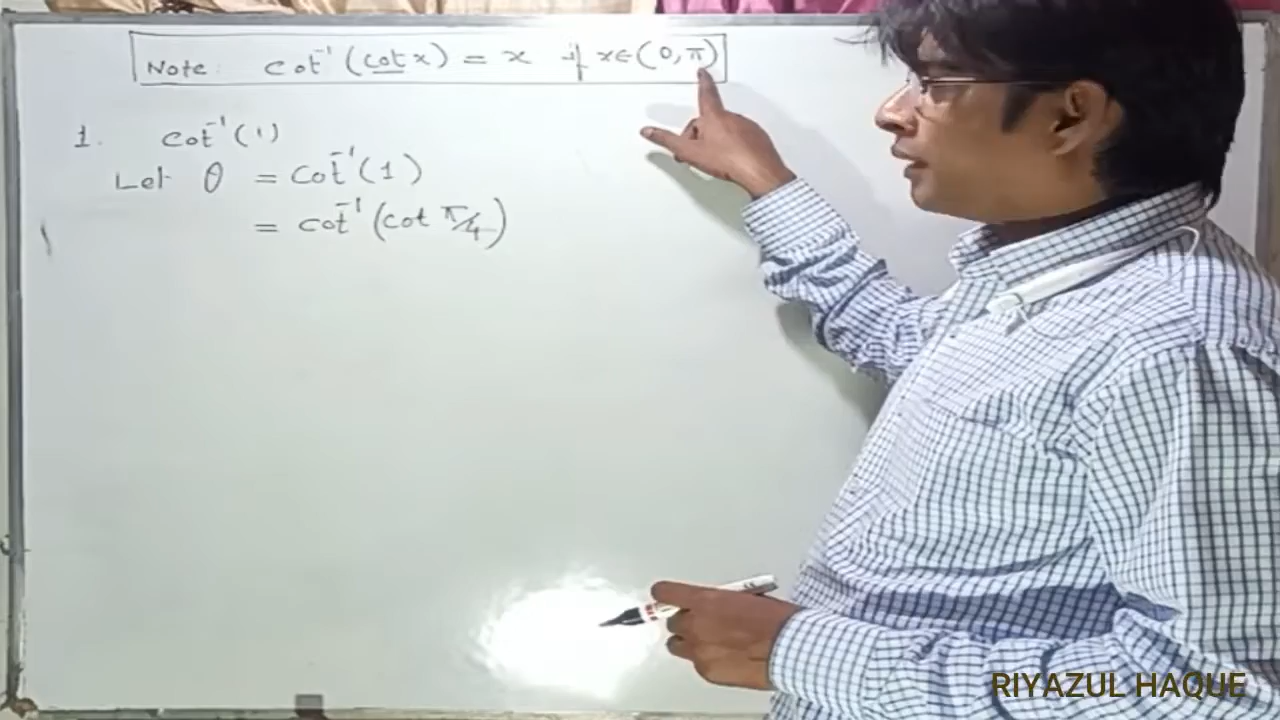 Note cot⁻¹(cot x) = x if x∈(0,π)
1. cot⁻¹(1)
Let θ = cot⁻¹(1)
= cot⁻¹(cot π/4)
RIYAZUL HAQUE